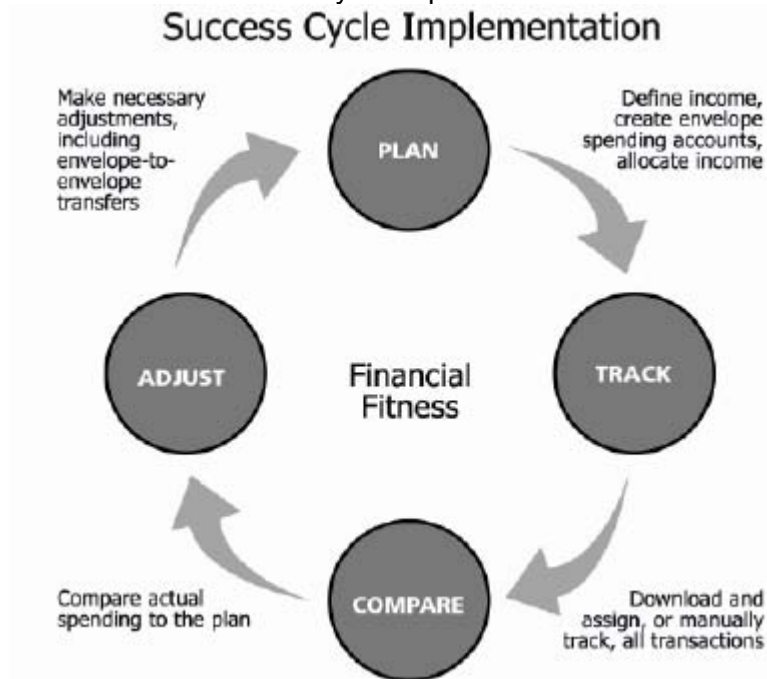 Success Cycle Implementation
Make necessary
adjustments,
including
envelope-to-
envelope
transfers
PLAN
Define income,
create envelope
spending accounts,
allocate income
ADJUST
Financial
Fitness
TRACK
Compare actual
spending to the plan
COMPARE
Download and
assign, or manually
track, all transactions